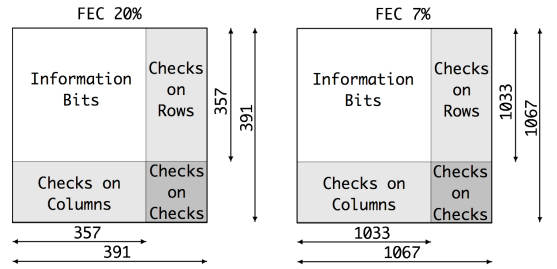 FEC 20%
Information
Bits
Checks
on
Rows
357
391
Checks on
Columns
Checks
on
Checks
357
391
FEC 7%
Information
Bits
Checks
on
Rows
1033
1067
Checks on
Columns
Checks
on
Checks
1033
1067